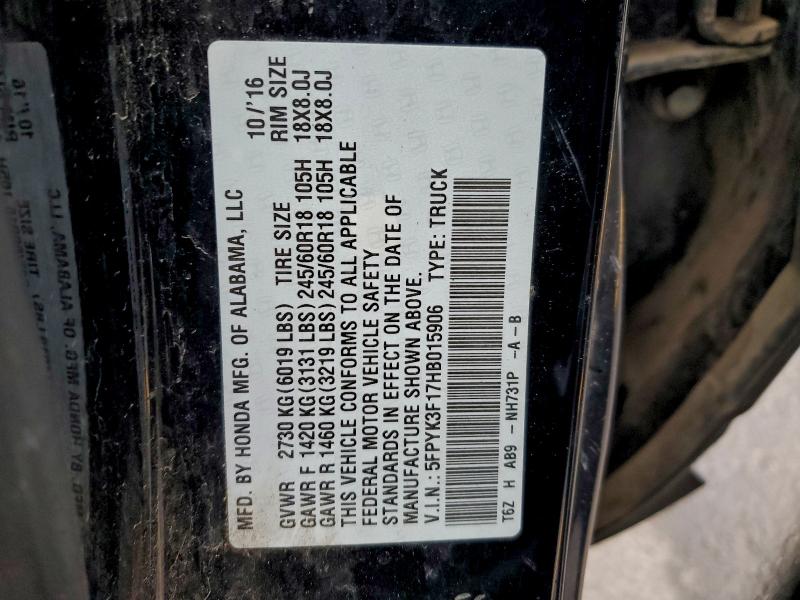 MFD. BY HONDA MFG. OF ALABAMA, LLC 10/'16
GVWR 2730 KG(6019 LBS) TIRE SIZE RIM SIZE
GAWR F 1420 KG(3131 LBS) 245/60R18 105H 18X8.0J
GAWR R 1460 KG(3219 LBS) 245/60R18 105H 18X8.0J
THIS VEHICLE CONFORMS TO ALL APPLICABLE
FEDERAL MOTOR VEHICLE SAFETY
STANDARDS IN EFFECT ON THE DATE OF
MANUFACTURE SHOWN ABOVE.
V.I.N.: 5FPYK3F17HB015906 TYPE: TRUCK
T6Z H AB9 - NH731P -A-B